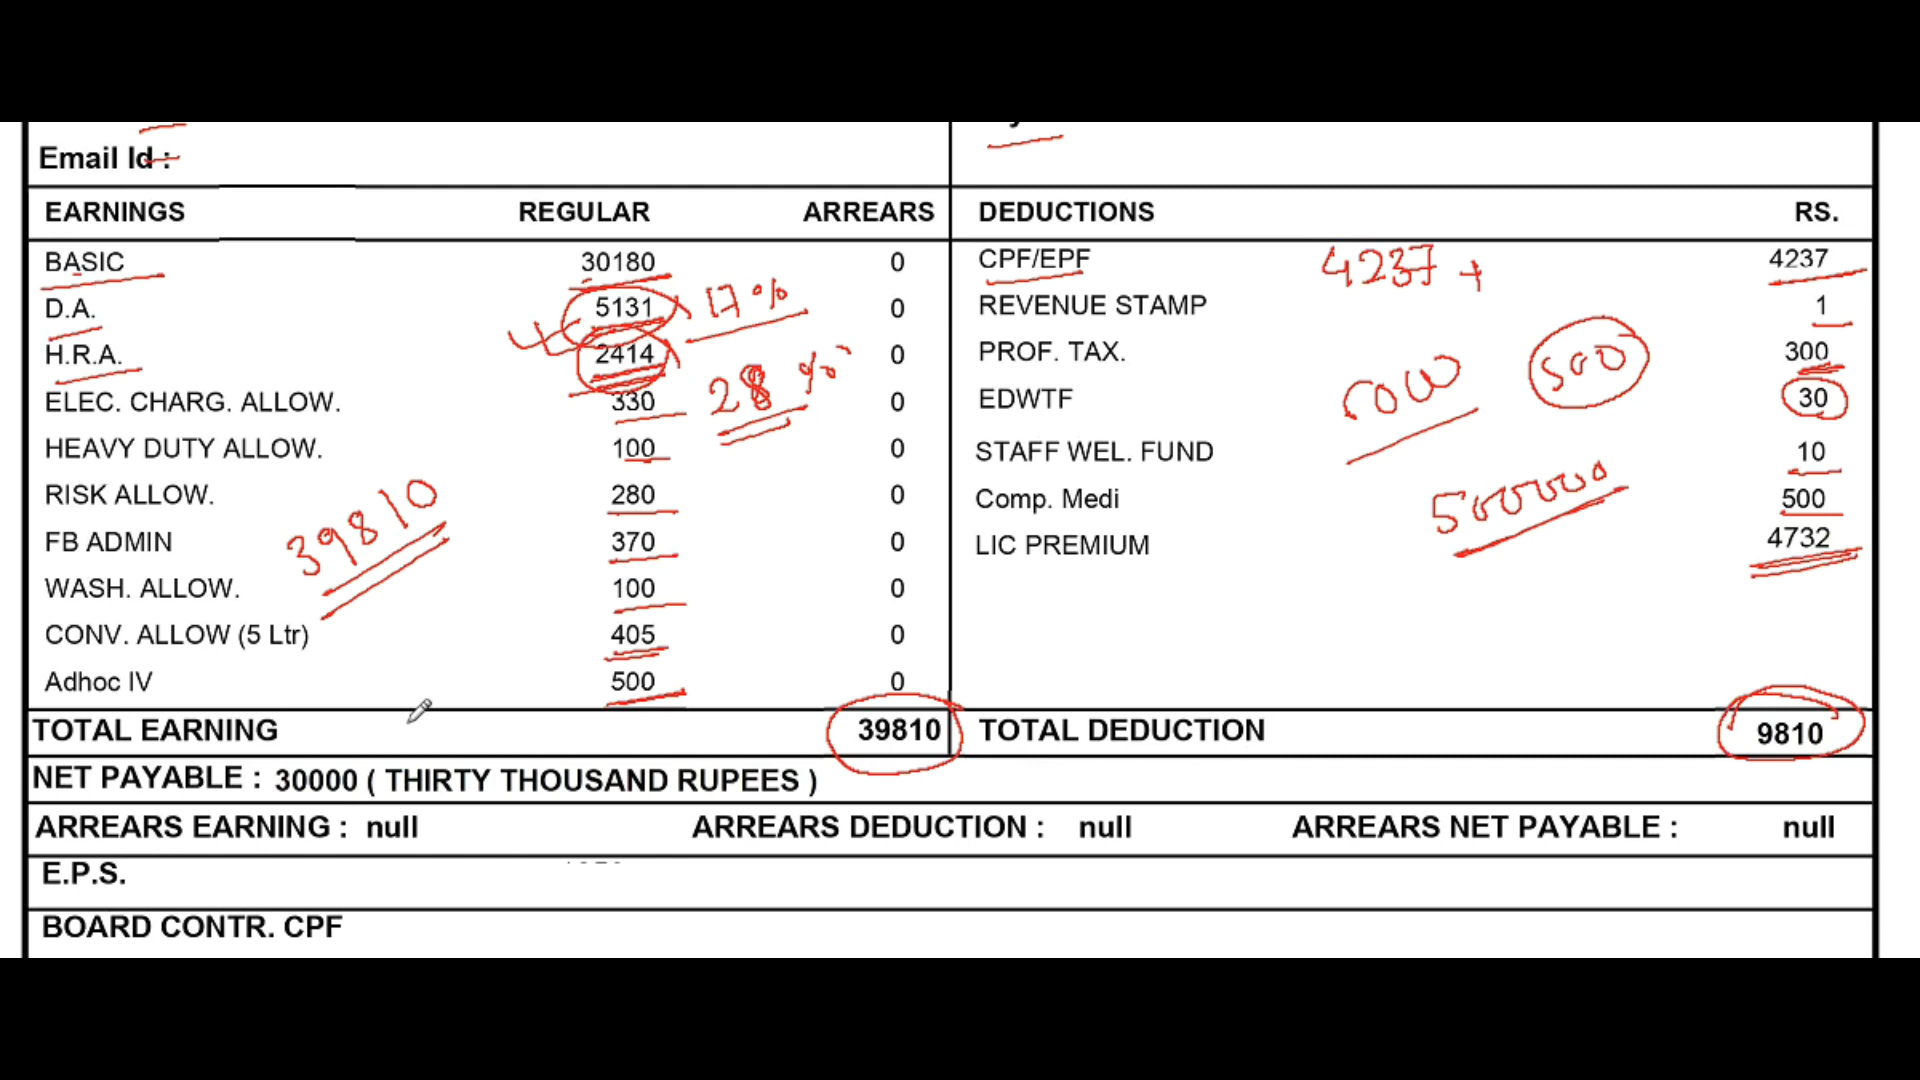 Email Id :
EARNINGS REGULAR ARREARS DEDUCTIONS RS.
BASIC 30180 0 CPF/EPF 4237 + 4237
D.A. 5131 17% 0 REVENUE STAMP 1
H.R.A. 2414 0 PROF. TAX. 500 300
ELEC. CHARG. ALLOW. 330 28% 0 EDWTF 30
HEAVY DUTY ALLOW. 100 0 STAFF WEL. FUND 10
RISK ALLOW. 280 0 Comp. Medi 500
39810
FB ADMIN 370 0 LIC PREMIUM 4732
WASH. ALLOW. 100 0
CONV. ALLOW (5 Ltr) 405 0
Adhoc IV 500 0
TOTAL EARNING 39810 TOTAL DEDUCTION 9810
NET PAYABLE : 30000 ( THIRTY THOUSAND RUPEES )
ARREARS EARNING : null ARREARS DEDUCTION : null ARREARS NET PAYABLE : null
E.P.S.
BOARD CONTR. CPF